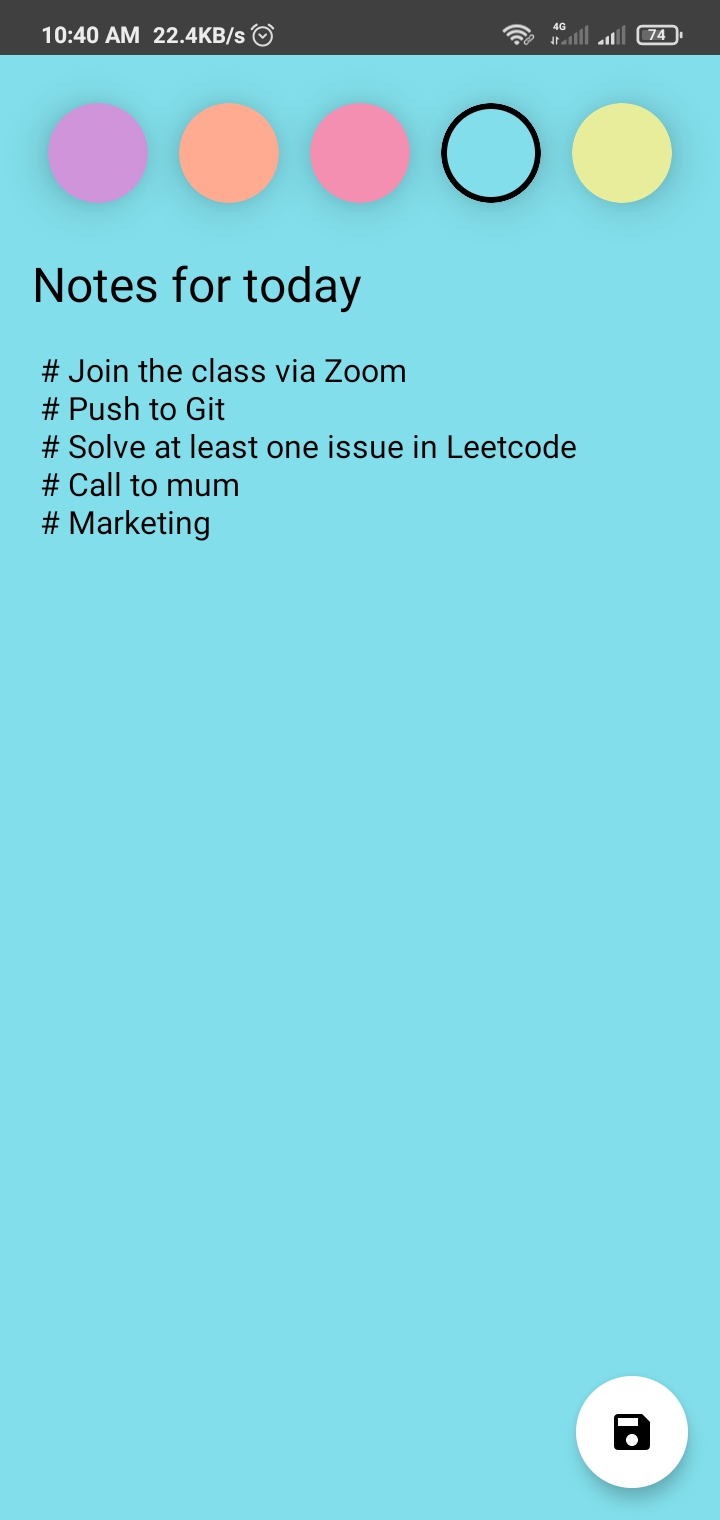 10:40 AM 22.4KB/s 4G 74
Notes for today
# Join the class via Zoom
# Push to Git
# Solve at least one issue in Leetcode
# Call to mum
# Marketing